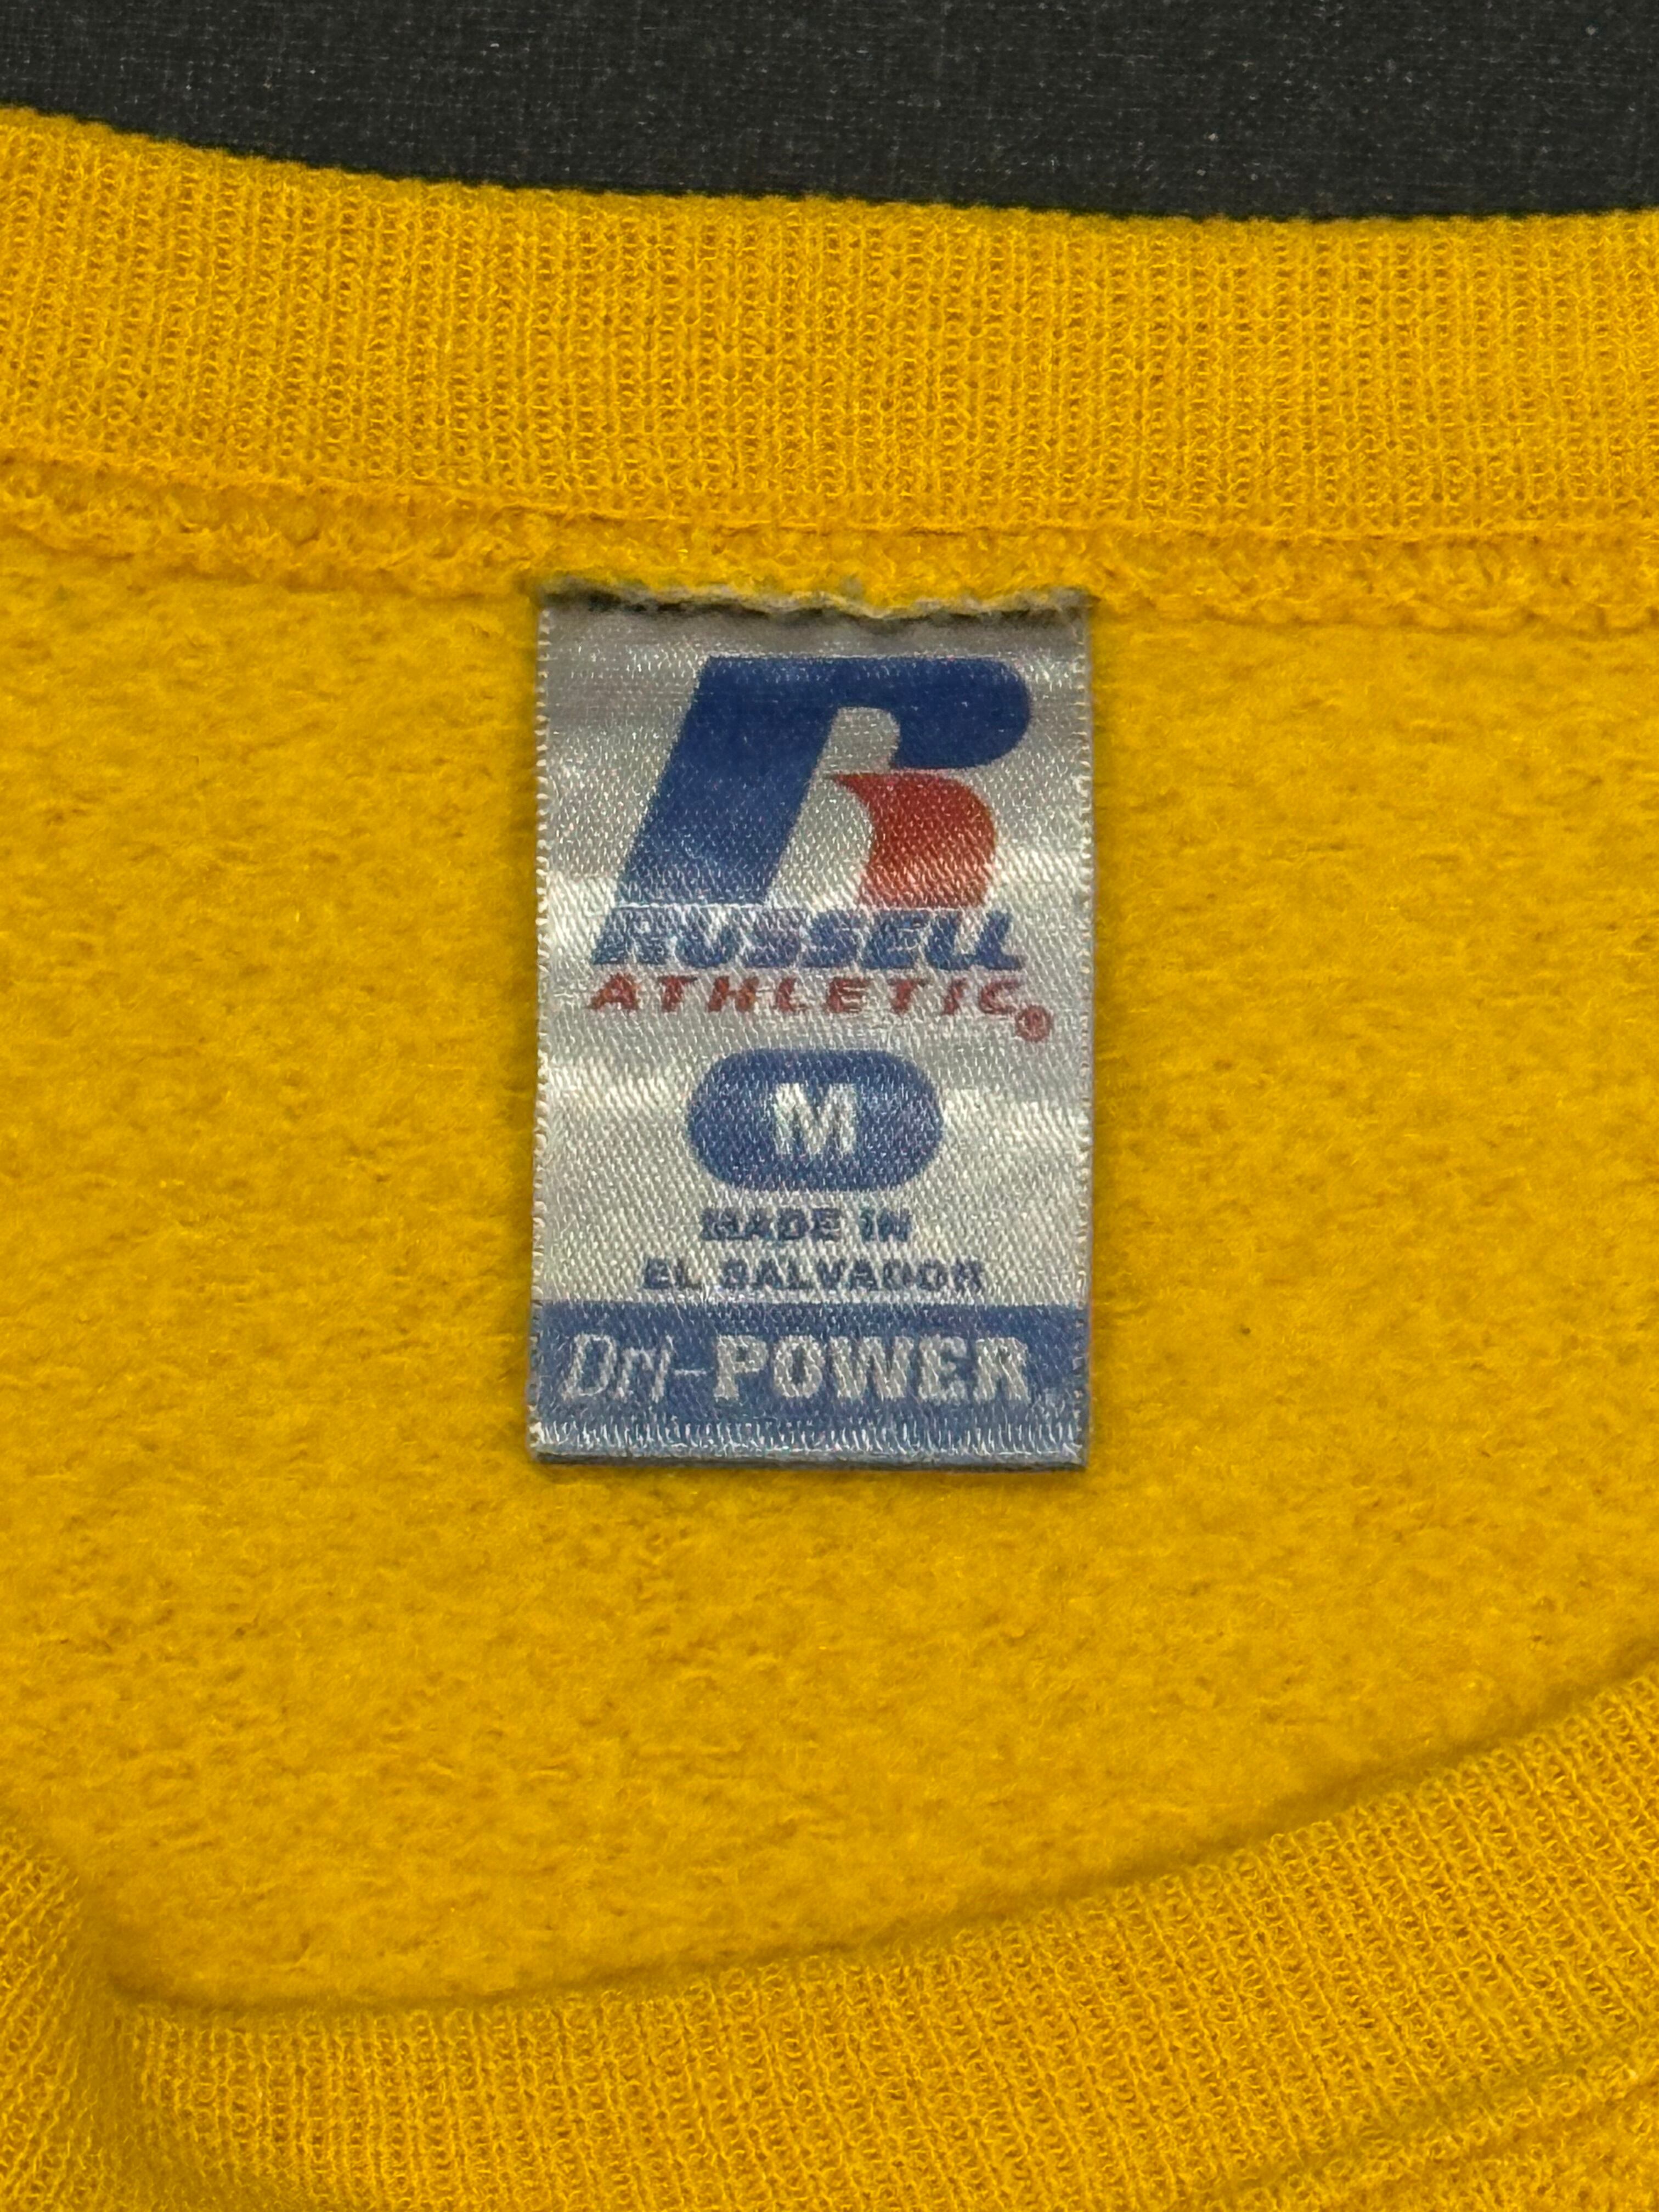 RUSSELL
ATHLETIC®
M
MADE IN
EL SALVADOR
Dri-POWER